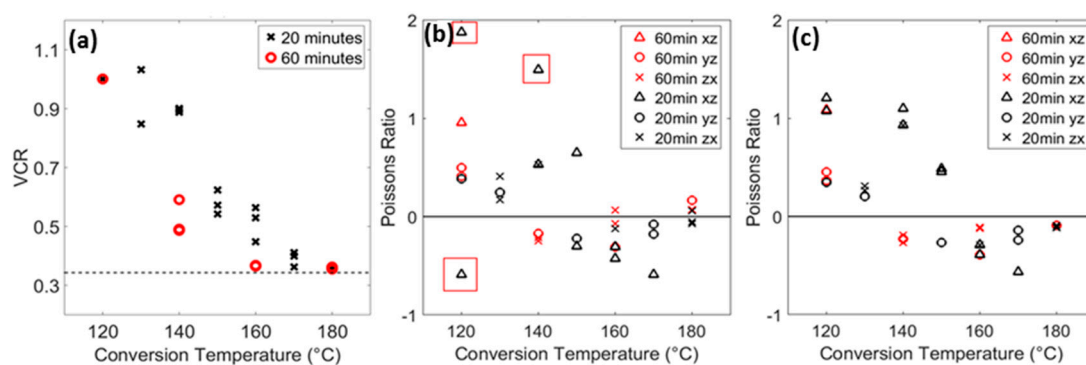 (a)
20 minutes
60 minutes
1.1
0.9
0.7
0.5
0.3
VCR
120 140 160 180
Conversion Temperature (°C)
(b)
60min xz
60min yz
60min zx
20min xz
20min yz
20min zx
2
1
0
-1
Poissons Ratio
120 140 160 180
Conversion Temperature (°C)
(c)
60min xz
60min yz
60min zx
20min xz
20min yz
20min zx
2
1
0
-1
Poissons Ratio
120 140 160 180
Conversion Temperature (°C)